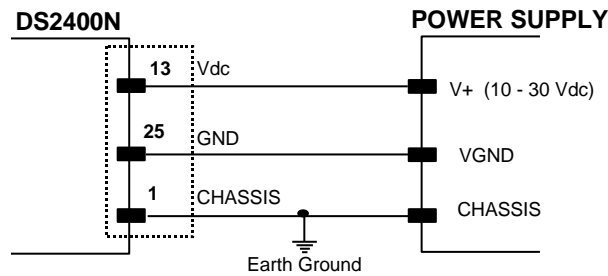 DS2400N
POWER SUPPLY
13 Vdc
V+ (10 - 30 Vdc)
25 GND
VGND
1 CHASSIS
CHASSIS
Earth Ground